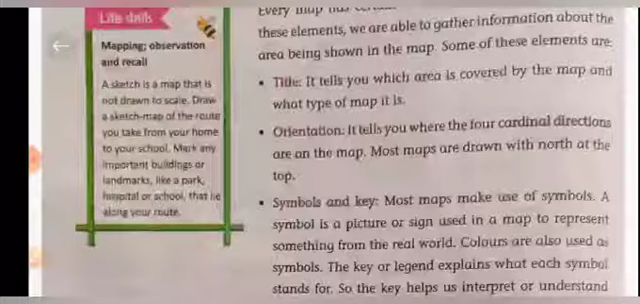 Life skills
Mapping; observation
and recall
A sketch is a map that is
not drawn to scale. Draw
a sketch-map of the route
you take from your home
to your school. Mark any
important buildings or
landmarks, like a park,
hospital or school, that lie
along your route.
Every map has
these elements, we are able to gather information about the
area being shown in the map. Some of these elements are:
• Title: It tells you which area is covered by the map and
what type of map it is.
• Orientation: It tells you where the four cardinal directions
are on the map. Most maps are drawn with north at the
top.
• Symbols and key: Most maps make use of symbols. A
symbol is a picture or sign used in a map to represent
something from the real world. Colours are also used as
symbols. The key or legend explains what each symbol
stands for. So the key helps us interpret or understand